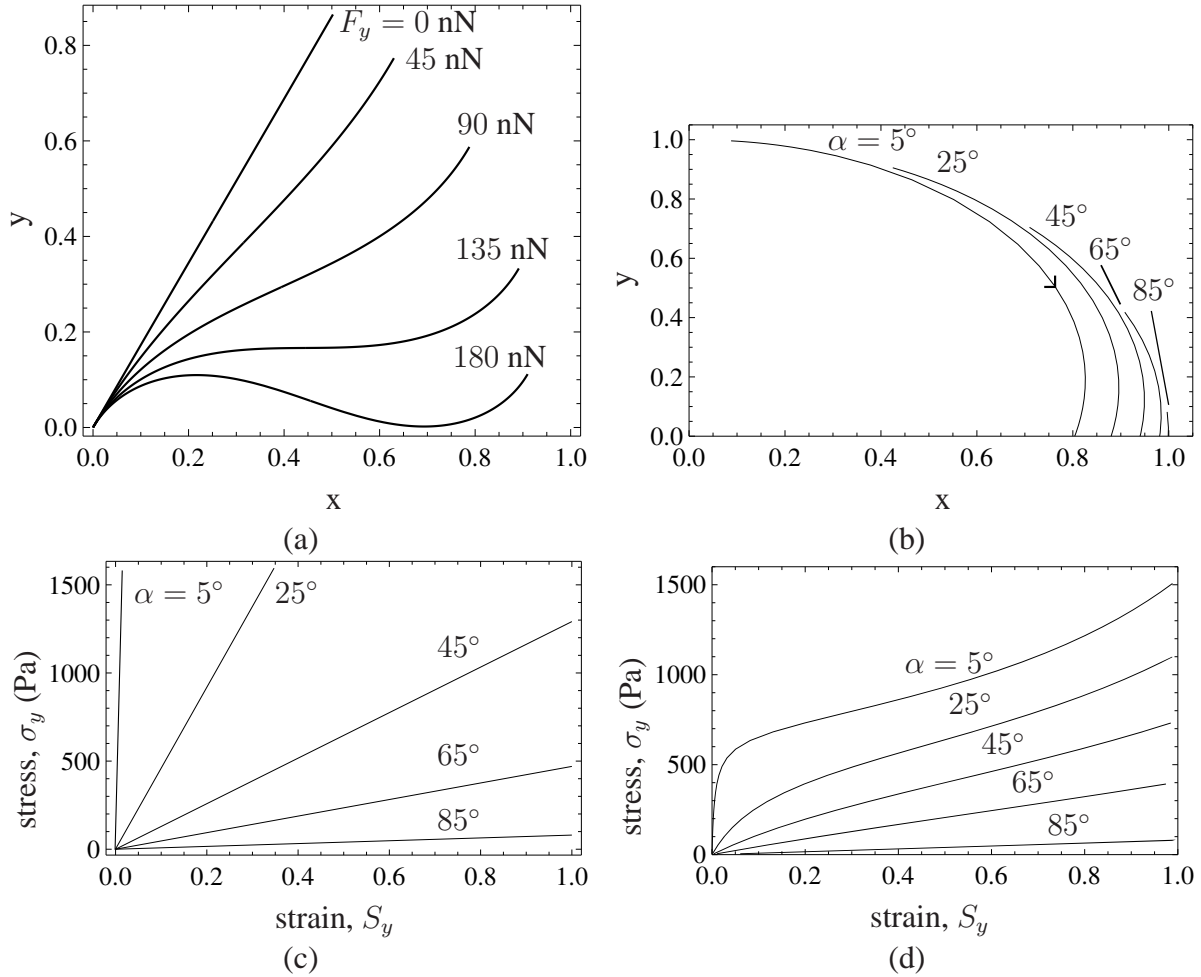 F_y = 0 nN
45 nN
90 nN
135 nN
180 nN
0.8
0.6
0.4
0.2
0.0
y
0.0 0.2 0.4 0.6 0.8 1.0
x
(a)
α = 5°
25°
45°
65°
85°
1.0
0.8
0.6
0.4
0.2
0.0
y
0.0 0.2 0.4 0.6 0.8 1.0
x
(b)
α = 5° 25°
45°
65°
85°
1500
1000
500
0
stress, σ_y (Pa)
0.0 0.2 0.4 0.6 0.8 1.0
strain, S_y
(c)
α = 5°
25°
45°
65°
85°
1500
1000
500
0
stress, σ_y (Pa)
0.0 0.2 0.4 0.6 0.8 1.0
strain, S_y
(d)